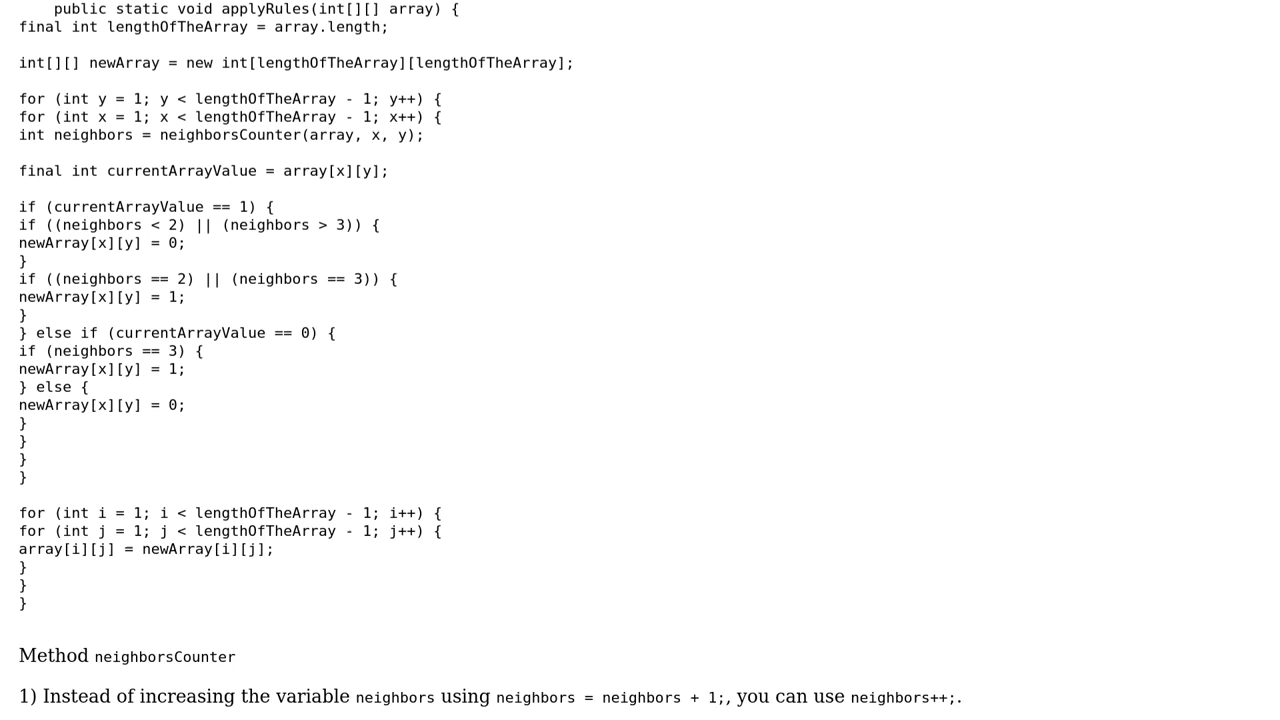 public static void applyRules(int[][] array) {
final int lengthOfTheArray = array.length;
int[][] newArray = new int[lengthOfTheArray][lengthOfTheArray];
for (int y = 1; y < lengthOfTheArray - 1; y++) {
for (int x = 1; x < lengthOfTheArray - 1; x++) {
int neighbors = neighborsCounter(array, x, y);
final int currentArrayValue = array[x][y];
if (currentArrayValue == 1) {
if ((neighbors < 2) || (neighbors > 3)) {
newArray[x][y] = 0;
}
if ((neighbors == 2) || (neighbors == 3)) {
newArray[x][y] = 1;
}
} else if (currentArrayValue == 0) {
if (neighbors == 3) {
newArray[x][y] = 1;
} else {
newArray[x][y] = 0;
}
}
}
}
for (int i = 1; i < lengthOfTheArray - 1; i++) {
for (int j = 1; j < lengthOfTheArray - 1; j++) {
array[i][j] = newArray[i][j];
}
}
}
Method neighborsCounter
1) Instead of increasing the variable neighbors using neighbors = neighbors + 1;, you can use neighbors++;.